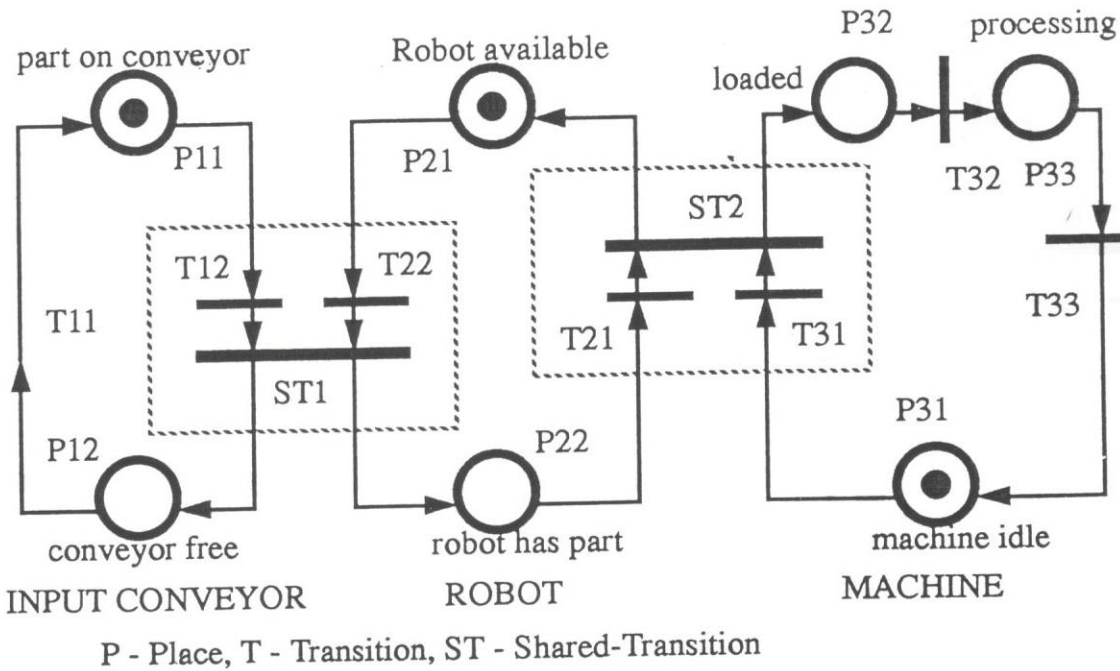 part on conveyor
Robot available
P32
processing
loaded
P11
P21
T32
P33
ST2
T12
T22
T11
T21
T31
T33
ST1
P12
P22
P31
conveyor free
robot has part
machine idle
INPUT CONVEYOR
ROBOT
MACHINE
P - Place, T - Transition, ST - Shared-Transition